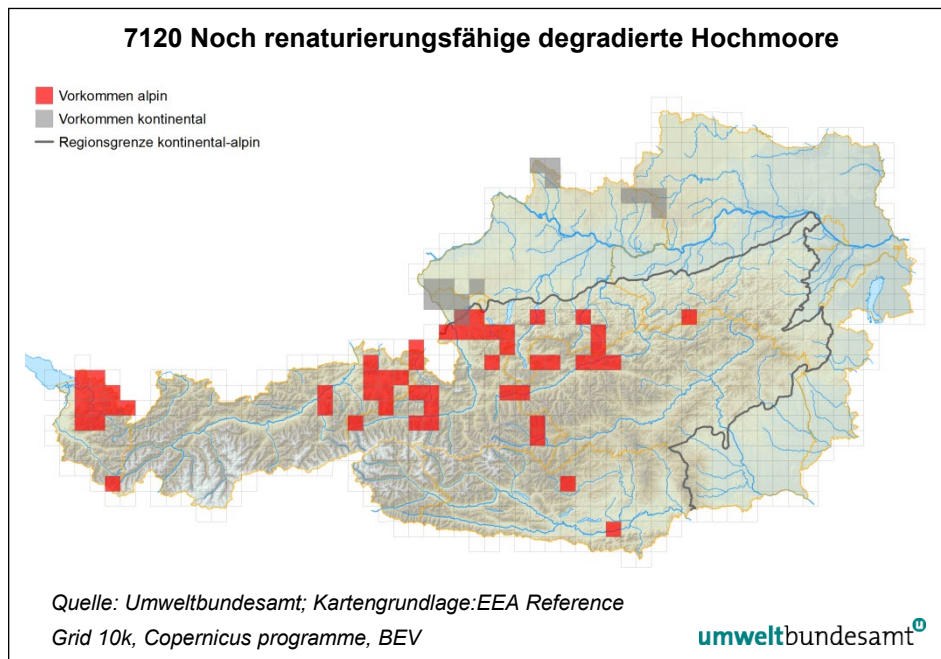 7120 Noch renaturierungsfähige degradierte Hochmoore
Vorkommen alpin
Vorkommen kontinental
Regionsgrenze kontinental-alpin
Quelle: Umweltbundesamt; Kartengrundlage:EEA Reference
Grid 10k, Copernicus programme, BEV
umweltbundesamt u